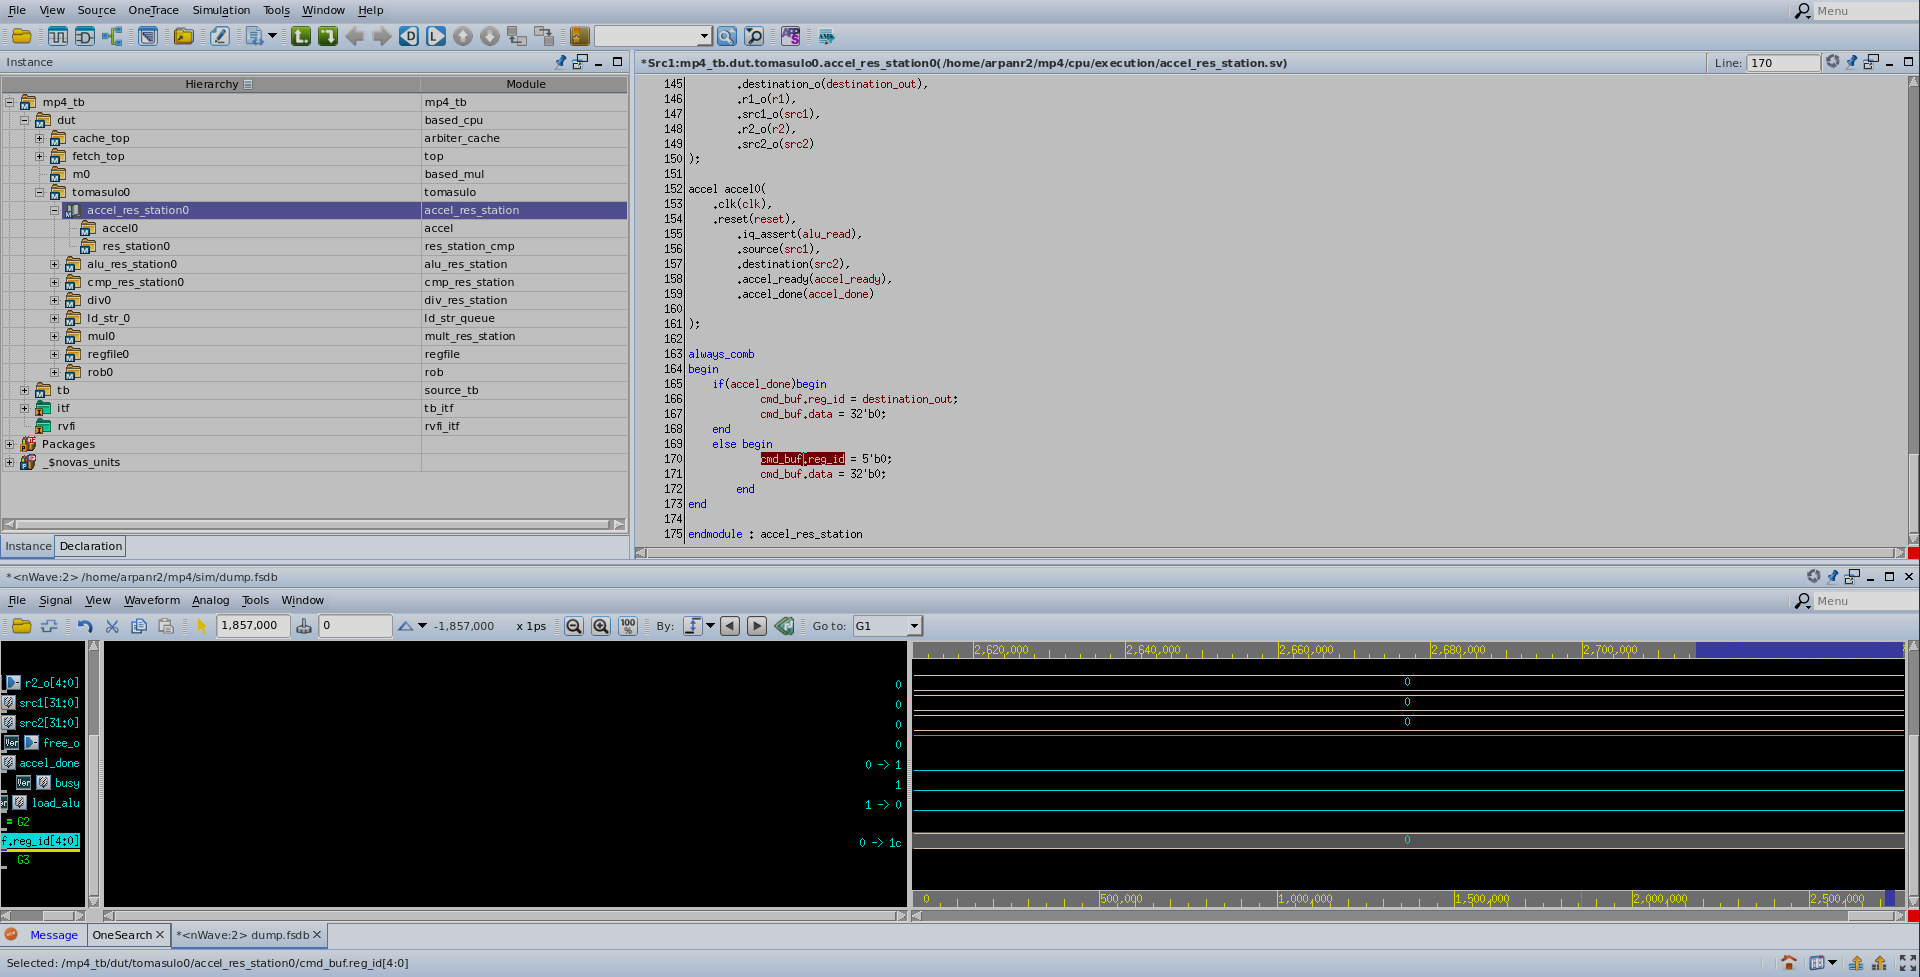 File View Source OneTrace Simulation Tools Window Help Menu
APPS
Instance
*Src1:mp4_tb.dut.tomasulo0.accel_res_station0(/home/arpanr2/mp4/cpu/execution/accel_res_station.sv) Line: 170
Hierarchy Module
mp4_tb mp4_tb
dut based_cpu
cache_top arbiter_cache
fetch_top top
m0 based_mul
tomasulo0 tomasulo
accel_res_station0 accel_res_station
accel0 accel
res_station0 res_station_cmp
alu_res_station0 alu_res_station
cmp_res_station0 cmp_res_station
div0 div_res_station
ld_str_0 ld_str_queue
mul0 mult_res_station
regfile0 regfile
rob0 rob
tb source_tb
itf tb_itf
rvfi rvfi_itf
Packages
_$novas_units
Instance Declaration
145 .destination_o(destination_out),
146 .r1_o(r1),
147 .src1_o(src1),
148 .r2_o(r2),
149 .src2_o(src2)
150 );
151
152 accel accel0(
153 .clk(clk),
154 .reset(reset),
155 .iq_assert(alu_read),
156 .source(src1),
157 .destination(src2),
158 .accel_ready(accel_ready),
159 .accel_done(accel_done)
160
161 );
162
163 always_comb
164 begin
165 if(accel_done)begin
166 cmd_buf.reg_id = destination_out;
167 cmd_buf.data = 32'b0;
168 end
169 else begin
170 cmd_buf.reg_id = 5'b0;
171 cmd_buf.data = 32'b0;
172 end
173 end
174
175 endmodule : accel_res_station
*<nWave:2> /home/arpanr2/mp4/sim/dump.fsdb
File Signal View Waveform Analog Tools Window Menu
1,857,000 0 -1,857,000 x 1ps 100% By: Go to: G1
2,620,000 2,640,000 2,660,000 2,680,000 2,700,000
r2_o[4:0] 0 0
src1[31:0] 0 0
src2[31:0] 0 0
free_o 0
accel_done 0 -> 1
busy 1
load_alu 1 -> 0
= G2
f.reg_id[4:0] 0 -> 1c 0
G3
0 500,000 1,000,000 1,500,000 2,000,000 2,500,000
Message OneSearch *<nWave:2> dump.fsdb
Selected: /mp4_tb/dut/tomasulo0/accel_res_station0/cmd_buf.reg_id[4:0]